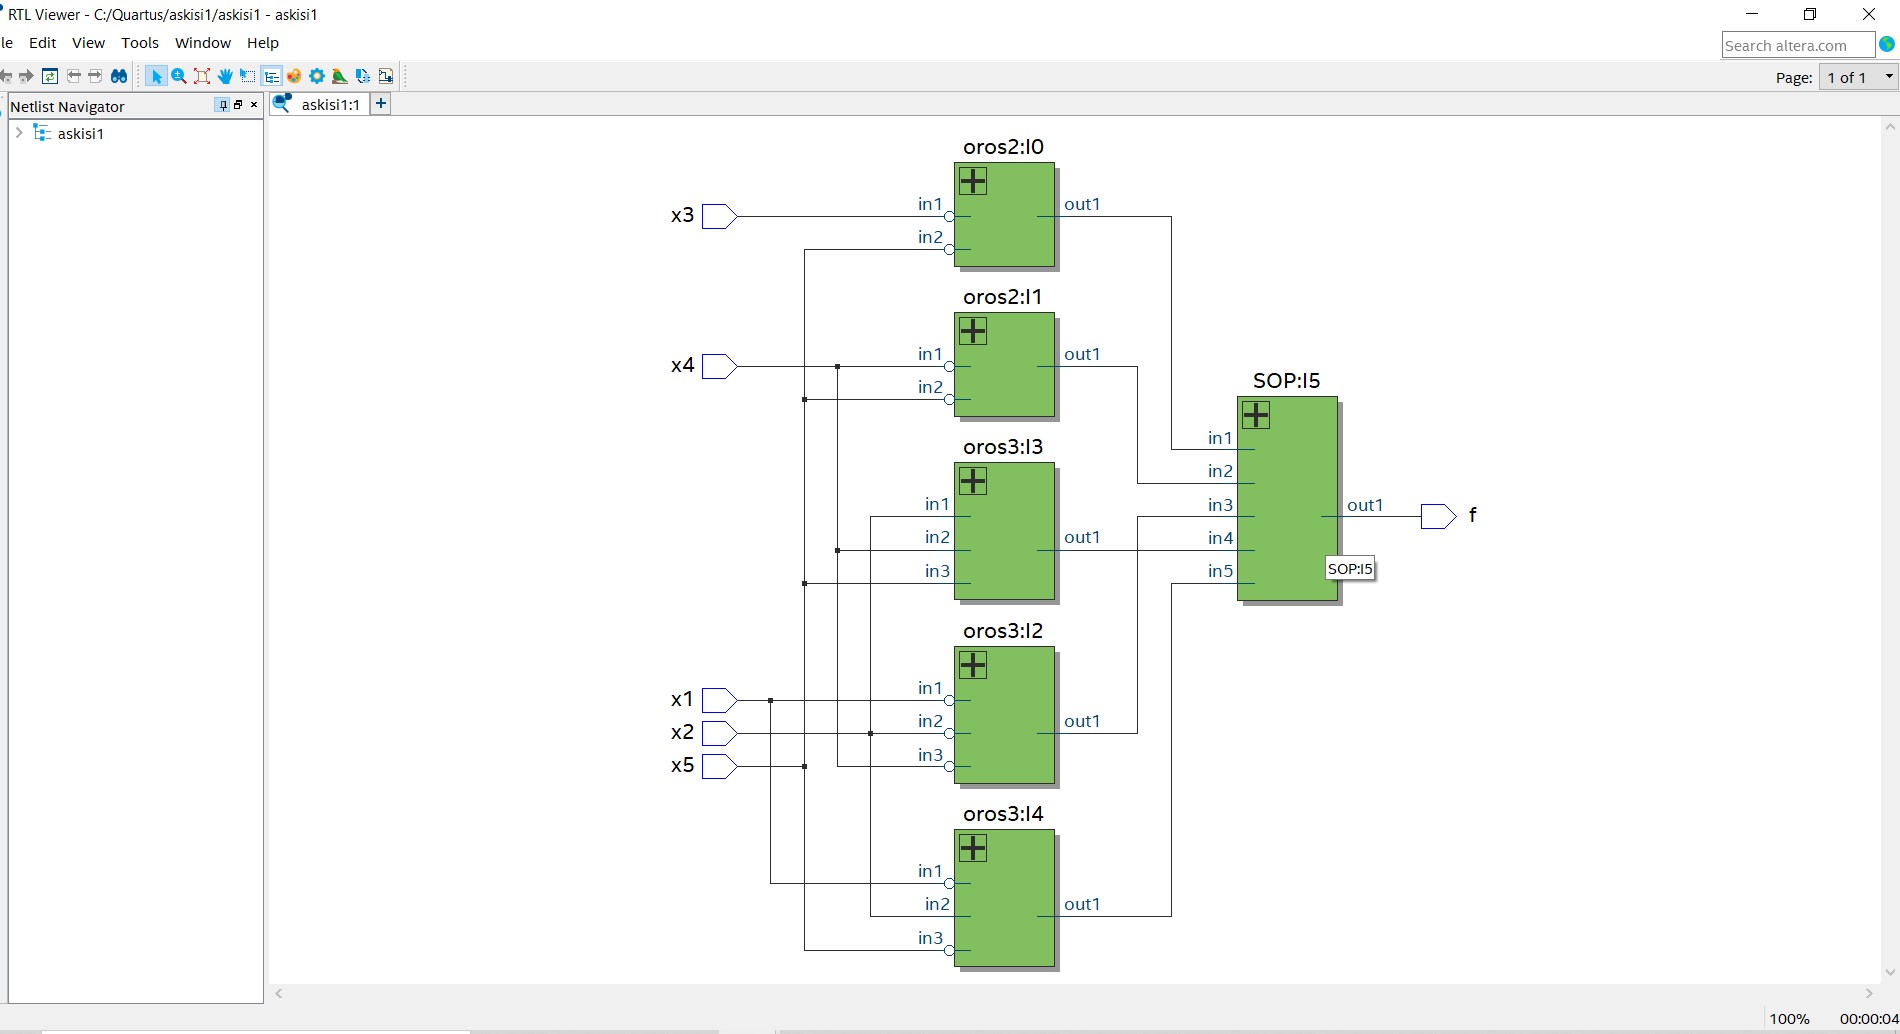 RTL Viewer - C:/Quartus/askisi1/askisi1 - askisi1
le Edit View Tools Window Help
Search altera.com
Page: 1 of 1
Netlist Navigator
askisi1:1
askisi1
oros2:I0
x3
in1
out1
in2
oros2:I1
x4
in1
out1
in2
SOP:I5
oros3:I3
in1
in2
out1
in3
in1
in2
in3
in4
in5
out1
f
SOP:I5
oros3:I2
x1
in1
x2
in2
out1
x5
in3
oros3:I4
in1
in2
out1
in3
100% 00:00:04